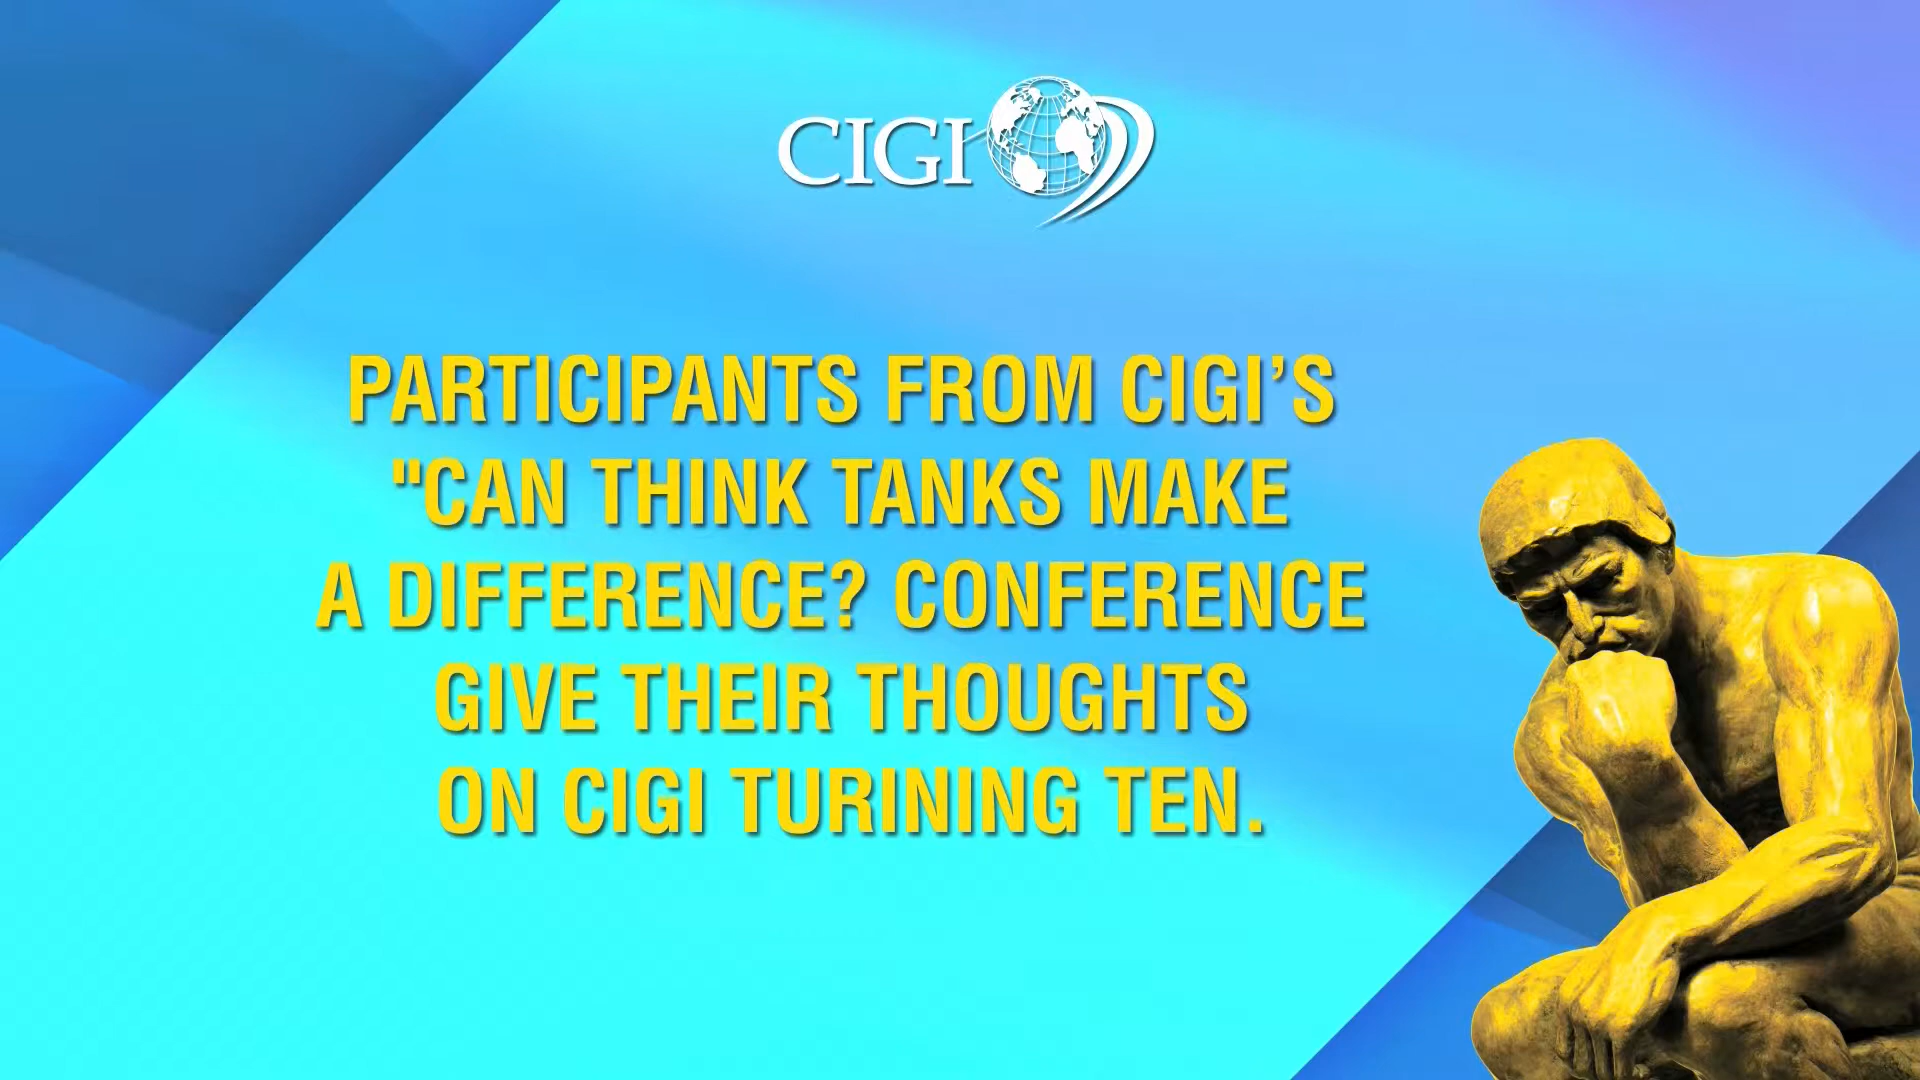 CIGI
PARTICIPANTS FROM CIGI’S
"CAN THINK TANKS MAKE
A DIFFERENCE? CONFERENCE
GIVE THEIR THOUGHTS
ON CIGI TURINING TEN.